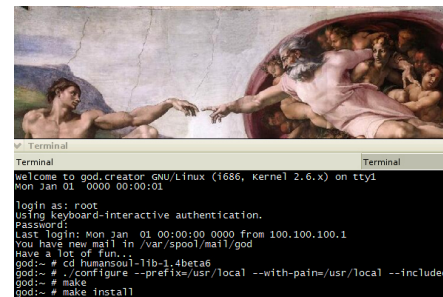 Terminal
Terminal Terminal
Welcome to god.creator GNU/Linux (i686, Kernel 2.6.x) on tty1
Mon Jan 01  0000 00:00:01
login as: root
Using keyboard-interactive authentication.
Password:
Last login: Mon Jan  01 00:00:00 0000 from 100.100.100.1
You have new mail in /var/spool/mail/god
Have a lot of fun...
god:~ # cd humansoul-lib-1.4beta6
god:~ # ./configure --prefix=/usr/local --with-pain=/usr/local --include
god:~ # make
god:~ # make install